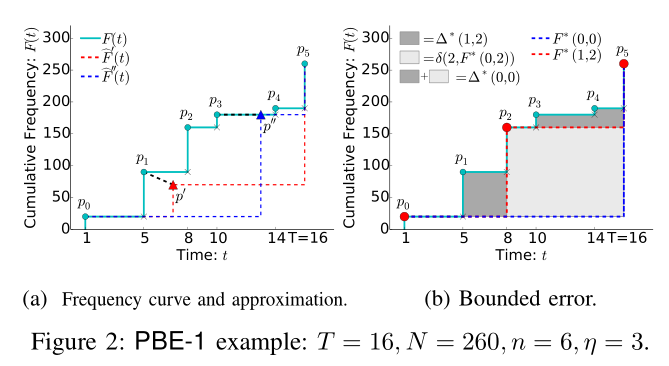 Cumulative Frequency: F(t)
300
250
200
150
100
50
0
F(t)
F̂′(t)
F̂″(t)
p0
p1
p2
p3
p4
p5
p′
p″
1 5 8 10 14 T=16
Time: t
(a) Frequency curve and approximation.
Cumulative Frequency: F(t)
300
250
200
150
100
50
0
=Δ*(1,2)
=δ(2,F*(0,2))
+ =Δ*(0,0)
F*(0,0)
F*(1,2)
p0
p1
p2
p3
p4
p5
1 5 8 10 14 T=16
Time: t
(b) Bounded error.
Figure 2: PBE-1 example: T = 16, N = 260, n = 6, η = 3.